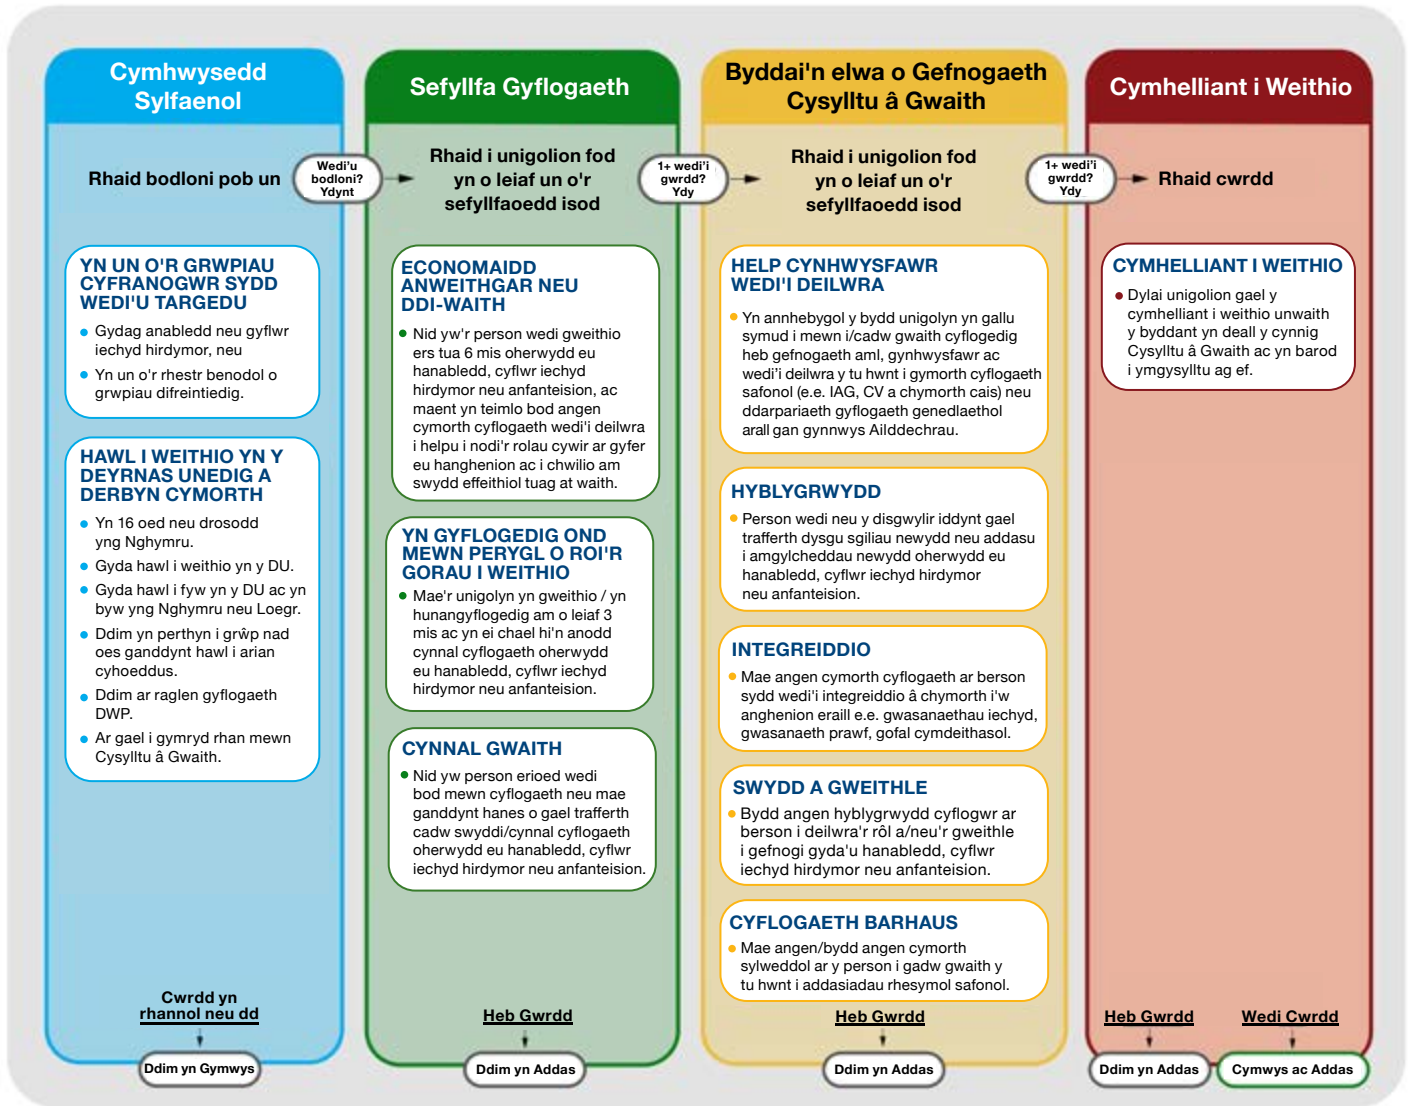 Cymhwysedd
Sylfaenol
Rhaid bodloni pob un
Wedi'u
bodloni?
Ydynt
YN UN O'R GRWPIAU
CYFRANOGWR SYDD
WEDI'U TARGEDU
Gydag anabledd neu gyflwr
iechyd hirdymor, neu
Yn un o'r rhestr benodol o
grwpiau difreintiedig.
HAWL I WEITHIO YN Y
DEYRNAS UNEDIG A
DERBYN CYMORTH
Yn 16 oed neu drosodd
yng Nghymru.
Gyda hawl i weithio yn y DU.
Gyda hawl i fyw yn y DU ac yn
byw yng Nghymru neu Loegr.
Ddim yn perthyn i grŵp nad
oes ganddynt hawl i arian
cyhoeddus.
Ddim ar raglen gyflogaeth
DWP.
Ar gael i gymryd rhan mewn
Cysylltu â Gwaith.
Cwrdd yn
rhannol neu dd
Ddim yn Gymwys
Sefyllfa Gyflogaeth
Rhaid i unigolion fod
yn o leiaf un o'r
sefyllfaoedd isod
1+ wedi'i
gwrdd?
Ydy
ECONOMAIDD
ANWEITHGAR NEU
DDI-WAITH
Nid yw'r person wedi gweithio
ers tua 6 mis oherwydd eu
hanabledd, cyflwr iechyd
hirdymor neu anfanteision, ac
maent yn teimlo bod angen
cymorth cyflogaeth wedi'i deilwra
i helpu i nodi'r rolau cywir ar gyfer
eu hanghenion ac i chwilio am
swydd effeithiol tuag at waith.
YN GYFLOGEDIG OND
MEWN PERYGL O ROI'R
GORAU I WEITHIO
Mae'r unigolyn yn gweithio / yn
hunangyflogedig am o leiaf 3
mis ac yn ei chael hi'n anodd
cynnal cyflogaeth oherwydd
eu hanabledd, cyflwr iechyd
hirdymor neu anfanteision.
CYNNAL GWAITH
Nid yw person erioed wedi
bod mewn cyflogaeth neu mae
ganddynt hanes o gael trafferth
cadw swyddi/cynnal cyflogaeth
oherwydd eu hanabledd, cyflwr
iechyd hirdymor neu anfanteision.
Heb Gwrdd
Ddim yn Addas
Byddai'n elwa o Gefnogaeth
Cysylltu â Gwaith
Rhaid i unigolion fod
yn o leiaf un o'r
sefyllfaoedd isod
1+ wedi'i
gwrdd?
Ydy
HELP CYNHWYSFAWR
WEDI'I DEILWRA
Yn annhebygol y bydd unigolyn yn gallu
symud i mewn i/cadw gwaith cyflogedig
heb gefnogaeth aml, gynhwysfawr ac
wedi'i deilwra y tu hwnt i gymorth cyflogaeth
safonol (e.e. IAG, CV a chymorth cais) neu
ddarpariaeth gyflogaeth genedlaethol
arall gan gynnwys Ailddechrau.
HYBLYGRWYDD
Person wedi neu y disgwylir iddynt gael
trafferth dysgu sgiliau newydd neu addasu
i amgylcheddau newydd oherwydd eu
hanabledd, cyflwr iechyd hirdymor
neu anfanteision.
INTEGREIDDIO
Mae angen cymorth cyflogaeth ar berson
sydd wedi'i integreiddio â chymorth i'w
anghenion eraill e.e. gwasanaethau iechyd,
gwasanaeth prawf, gofal cymdeithasol.
SWYDD A GWEITHLE
Bydd angen hyblygrwydd cyflogwr ar
berson i deilwra'r rôl a/neu'r gweithle
i gefnogi gyda'u hanabledd, cyflwr
iechyd hirdymor neu anfanteision.
CYFLOGAETH BARHAUS
Mae angen/bydd angen cymorth
sylweddol ar y person i gadw gwaith y
tu hwnt i addasiadau rhesymol safonol.
Heb Gwrdd
Ddim yn Addas
Cymhelliant i Weithio
Rhaid cwrdd
CYMHELLIANT I WEITHIO
Dylai unigolion gael y
cymhelliant i weithio unwaith
y byddant yn deall y cynnig
Cysylltu â Gwaith ac yn barod
i ymgysylltu ag ef.
Heb Gwrdd
Ddim yn Addas
Wedi Cwrdd
Cymwys ac Addas